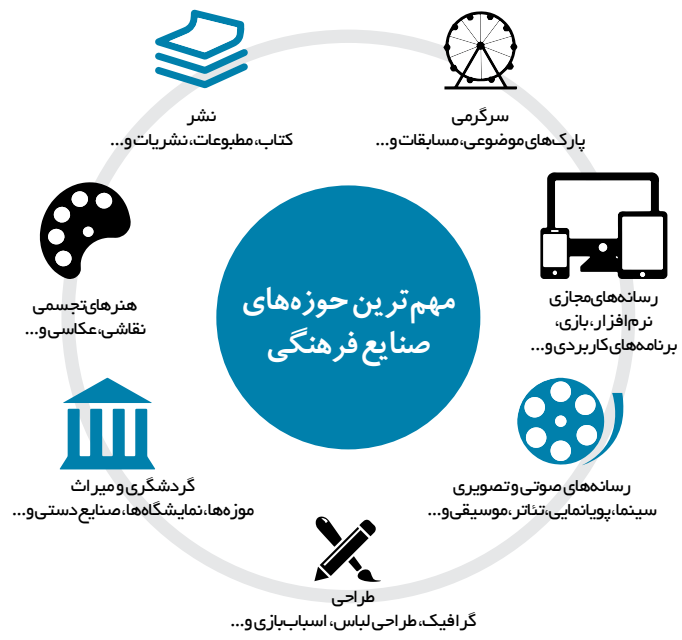 مهم‌ترین حوزه‌های
صنایع فرهنگی
سرگرمی
پارک‌های موضوعی، مسابقات و...
رسانه‌های مجازی
نرم‌افزار، بازی،
برنامه‌های کاربردی و...
رسانه‌های صوتی و تصویری
سینما، پویانمایی، تئاتر، موسیقی و...
طراحی
گرافیک، طراحی لباس، اسباب‌بازی و...
گردشگری و میراث
موزه‌ها، نمایشگاه‌ها، صنایع دستی و...
هنرهای تجسمی
نقاشی، عکاسی و...
نشر
کتاب، مطبوعات، نشریات و...